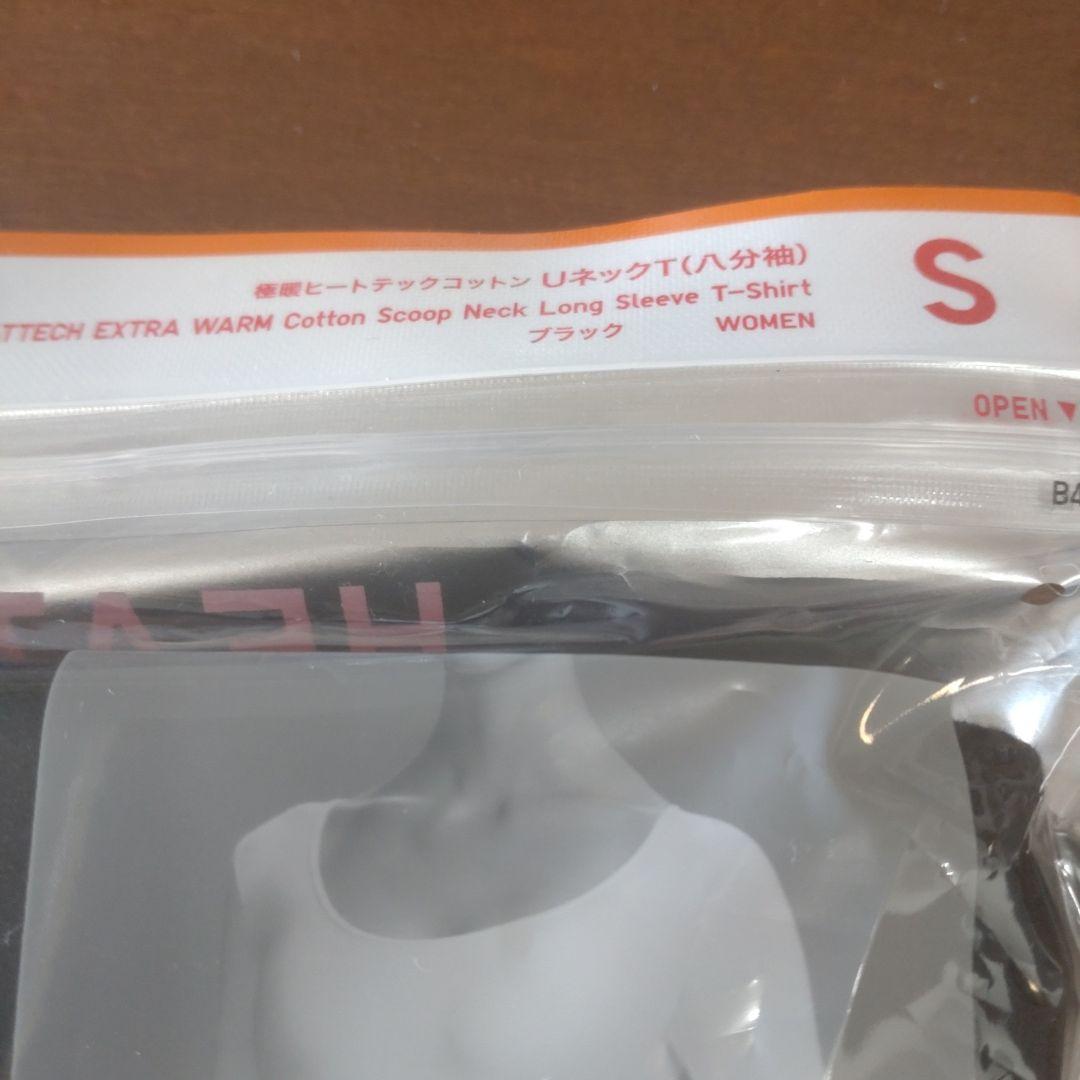 極暖ヒートテックコットン UネックT(八分袖)
S
TTECH EXTRA WARM Cotton Scoop Neck Long Sleeve T-Shirt
ブラック WOMEN
OPEN ▼
B4